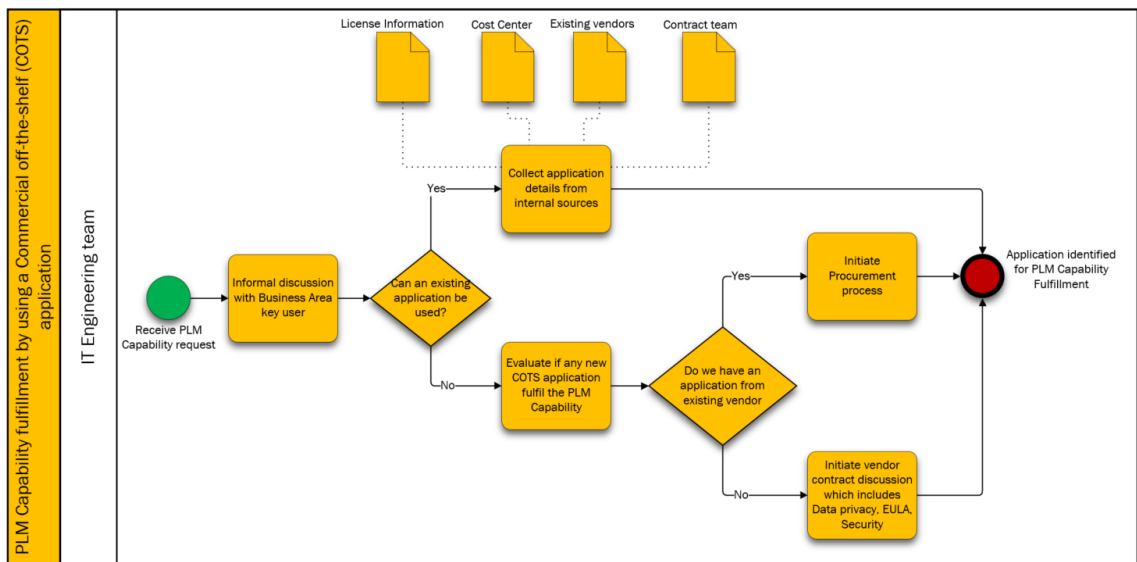 PLM Capability fulfillment by using a Commercial off-the-shelf (COTS)
application
IT Engineering team
License Information
Cost Center
Existing vendors
Contract team
Collect application
details from
internal sources
Yes
Receive PLM
Capability request
Informal discussion
with Business Area
key user
Can an existing
application be
used?
No
Evaluate if any new
COTS application
fulfil the PLM
Capability
Do we have an
application from
existing vendor
Yes
Initiate
Procurement
process
Application identified
for PLM Capability
Fulfillment
No
Initiate vendor
contract discussion
which includes
Data privacy, EULA,
Security